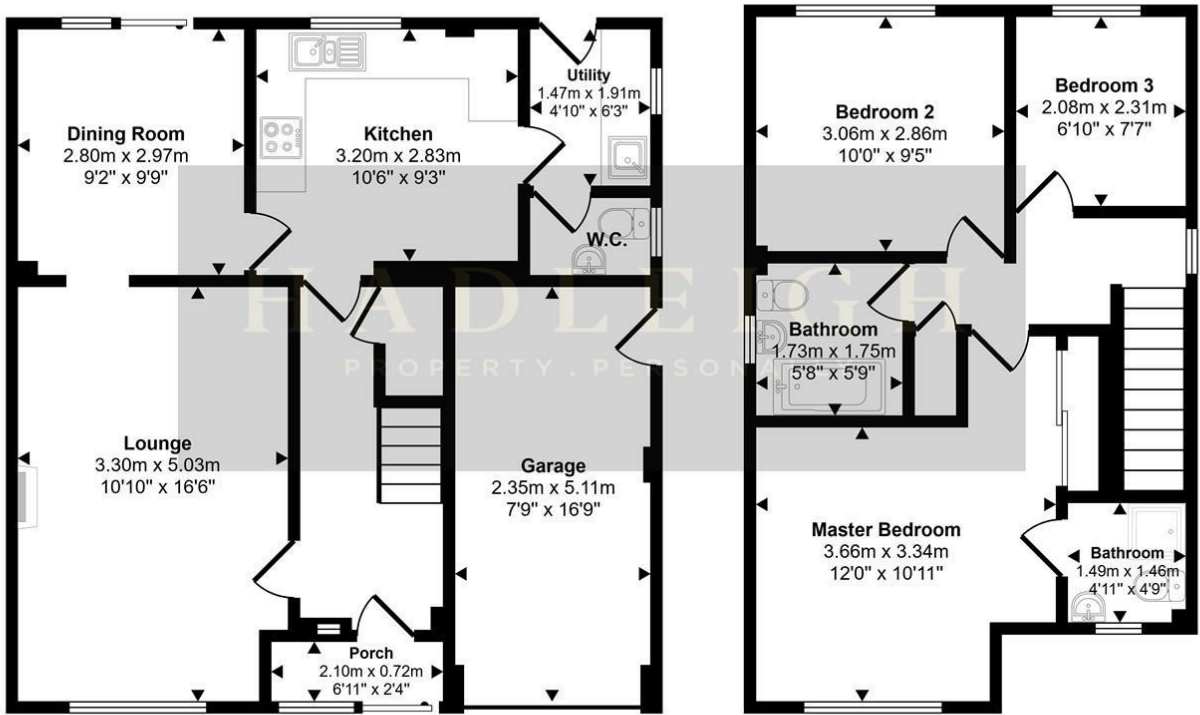 Dining Room
2.80m x 2.97m
9'2" x 9'9"
Kitchen
3.20m x 2.83m
10'6" x 9'3"
Utility
1.47m x 1.91m
4'10" x 6'3"
W.C.
Lounge
3.30m x 5.03m
10'10" x 16'6"
Garage
2.35m x 5.11m
7'9" x 16'9"
Porch
2.10m x 0.72m
6'11" x 2'4"
Bedroom 2
3.06m x 2.86m
10'0" x 9'5"
Bedroom 3
2.08m x 2.31m
6'10" x 7'7"
Bathroom
1.73m x 1.75m
5'8" x 5'9"
Master Bedroom
3.66m x 3.34m
12'0" x 10'11"
Bathroom
1.49m x 1.46m
4'11" x 4'9"
HADLEIGH
PROPERTY.